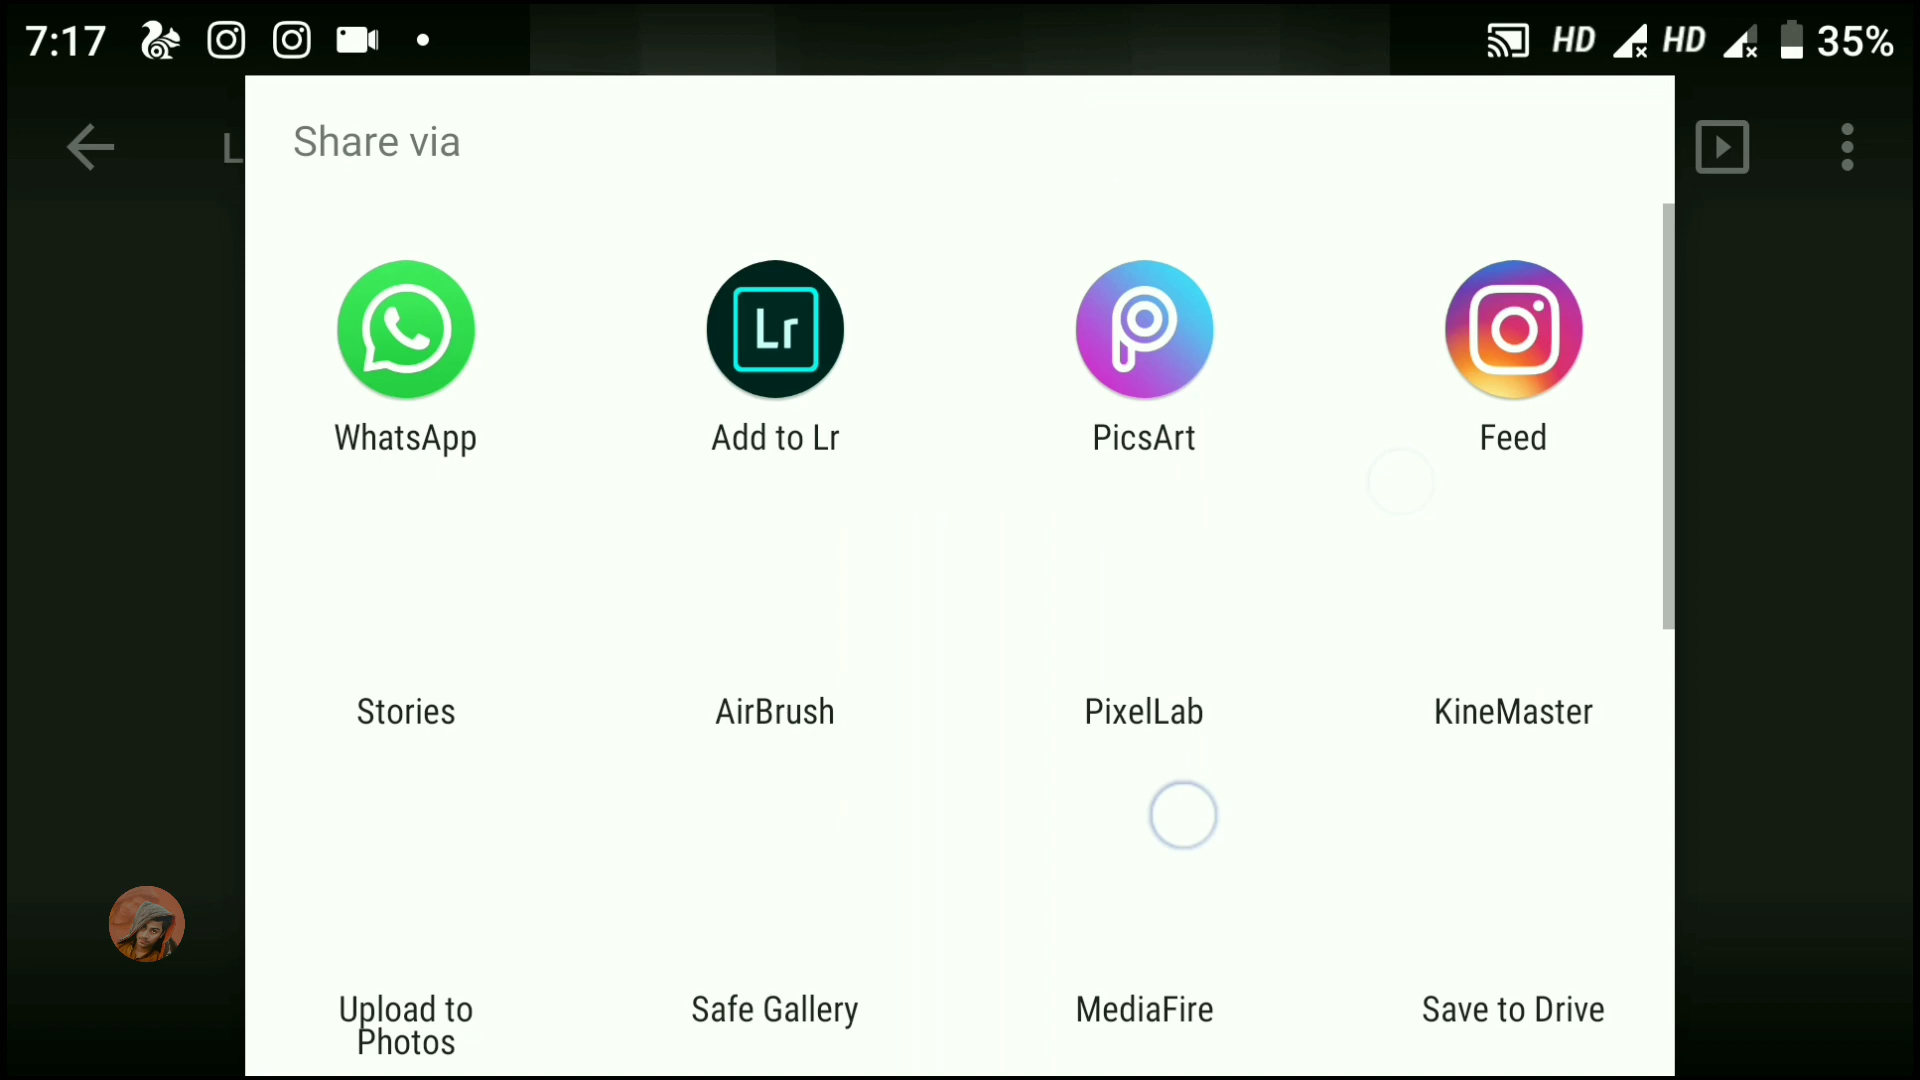 7:17 HD HD 35%
L
Share via
Lr
WhatsApp Add to Lr PicsArt Feed
Stories AirBrush PixelLab KineMaster
Upload to Photos Safe Gallery MediaFire Save to Drive